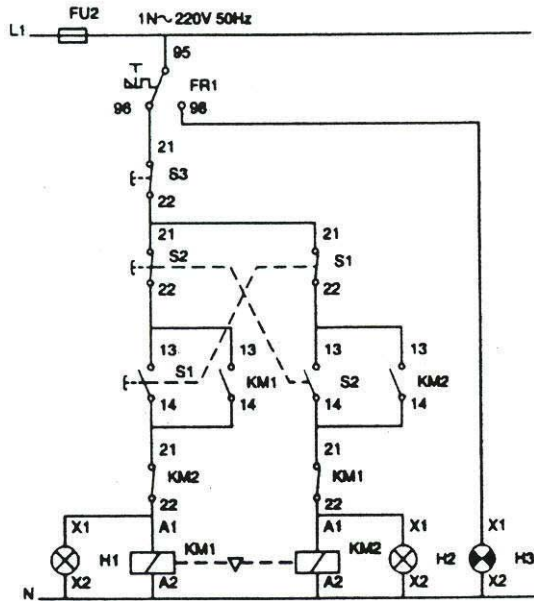 FU2
1N~220V 50Hz
L1
95
FR1
96
98
21
S3
22
21
21
S2
S1
22
22
13
13
13
13
S1
KM1
S2
KM2
14
14
14
14
21
21
KM2
KM1
22
22
X1
A1
A1
X1
X1
H1
KM1
KM2
H2
H3
X2
A2
A2
X2
X2
N